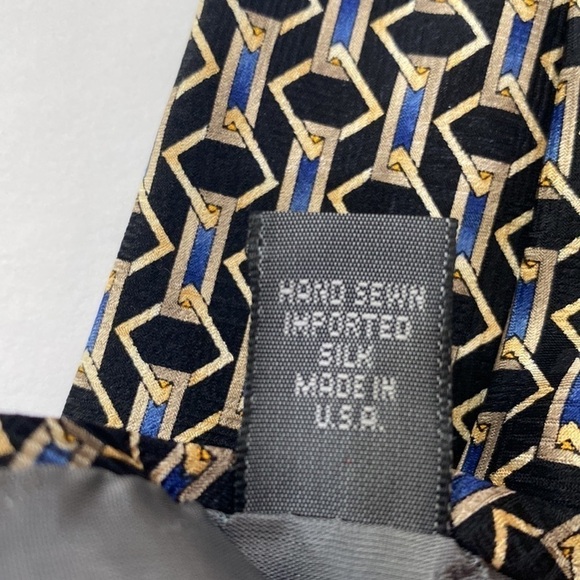 HAND SEWN
IMPORTED
SILK
MADE IN
U.S.A.